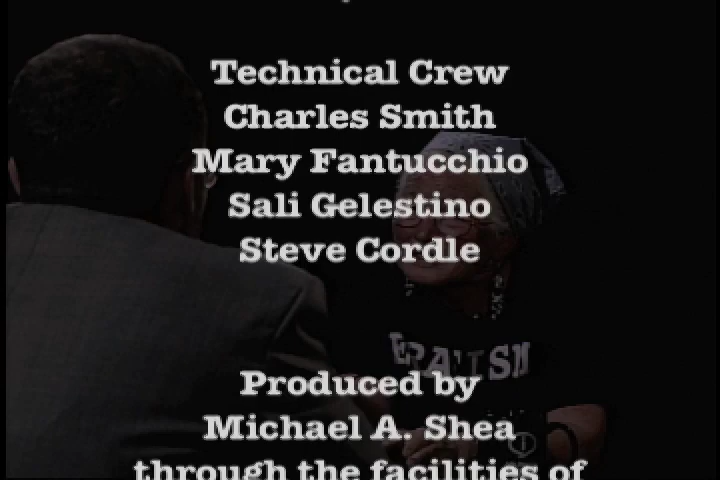 Technical Crew
Charles Smith
Mary Fantucchio
Sali Gelestino
Steve Cordle
Produced by
Michael A. Shea
through the facilities of